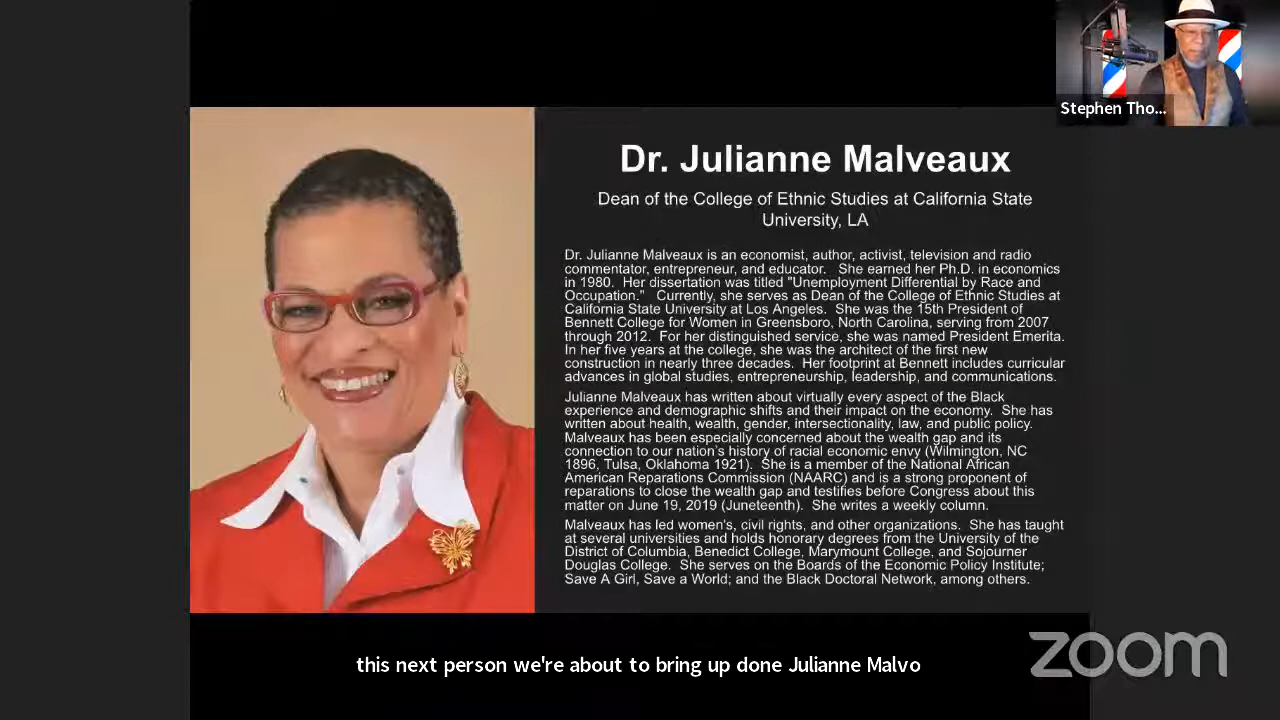 Stephen Tho...
Dr. Julianne Malveaux
Dean of the College of Ethnic Studies at California State
University, LA
Dr. Julianne Malveaux is an economist, author, activist, television and radio
commentator, entrepreneur, and educator. She earned her Ph.D. in economics
in 1980. Her dissertation was titled "Unemployment Differential by Race and
Occupation." Currently, she serves as Dean of the College of Ethnic Studies at
California State University at Los Angeles. She was the 15th President of
Bennett College for Women in Greensboro, North Carolina, serving from 2007
through 2012. For her distinguished service, she was named President Emerita.
In her five years at the college, she was the architect of the first new
construction in nearly three decades. Her footprint at Bennett includes curricular
advances in global studies, entrepreneurship, leadership, and communications.
Julianne Malveaux has written about virtually every aspect of the Black
experience and demographic shifts and their impact on the economy. She has
written about health, wealth, gender, intersectionality, law, and public policy.
Malveaux has been especially concerned about the wealth gap and its
connection to our nation's history of racial economic envy (Wilmington, NC
1896, Tulsa, Oklahoma 1921). She is a member of the National African
American Reparations Commission (NAARC) and is a strong proponent of
reparations to close the wealth gap and testifies before Congress about this
matter on June 19, 2019 (Juneteenth). She writes a weekly column.
Malveaux has led women's, civil rights, and other organizations. She has taught
at several universities and holds honorary degrees from the University of the
District of Columbia, Benedict College, Marymount College, and Sojourner
Douglas College. She serves on the Boards of the Economic Policy Institute;
Save A Girl, Save a World; and the Black Doctoral Network, among others.
this next person we're about to bring up done Julianne Malvo
zoom